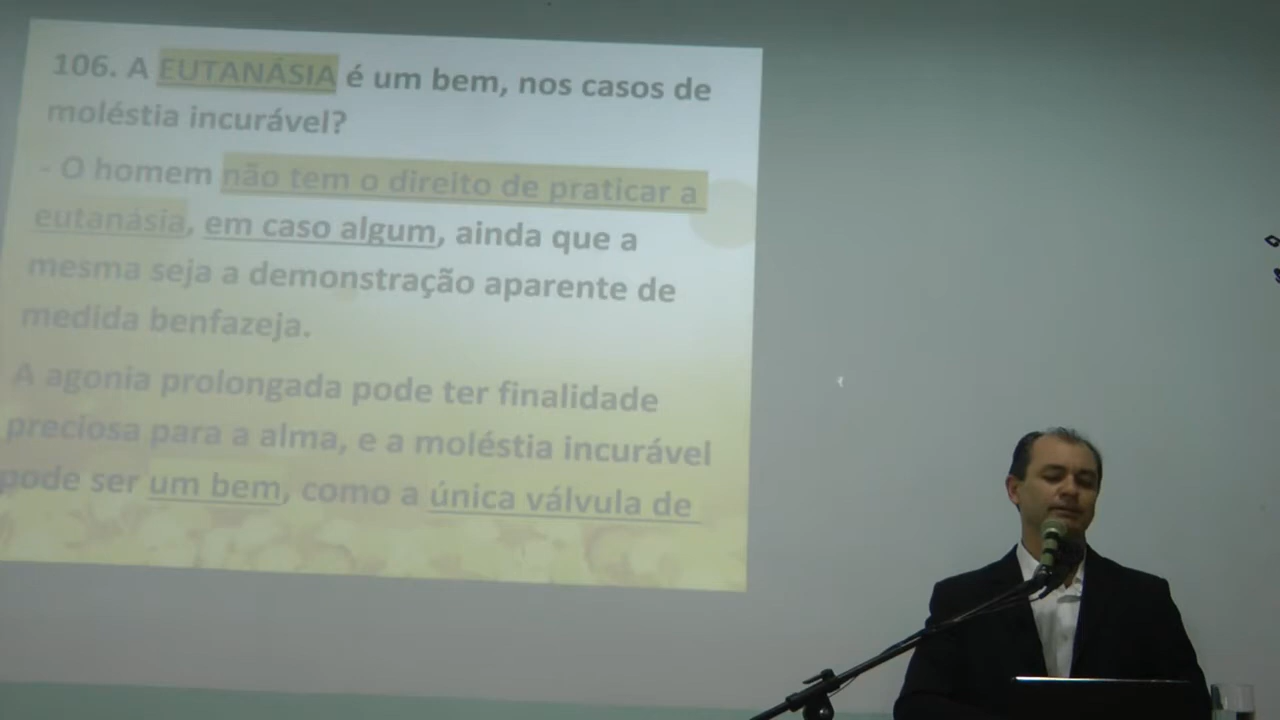 106. A EUTANÁSIA é um bem, nos casos de
moléstia incurável?
- O homem não tem o direito de praticar a
eutanásia, em caso algum, ainda que a
mesma seja a demonstração aparente de
medida benfazeja.
A agonia prolongada pode ter finalidade
preciosa para a alma, e a moléstia incurável
pode ser um bem, como a única válvula de